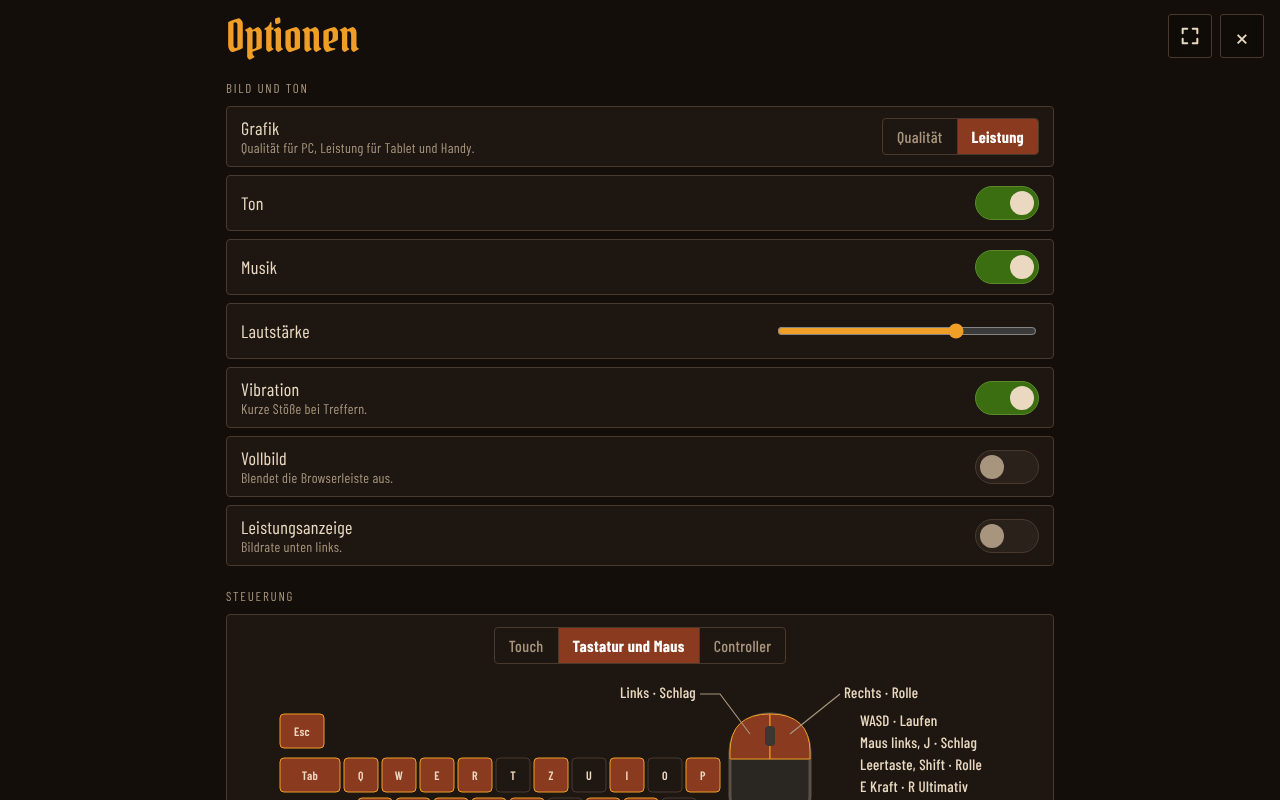 Optionen
×
BILD UND TON
Grafik
Qualität für PC, Leistung für Tablet und Handy.
Qualität
Leistung
Ton
Musik
Lautstärke
Vibration
Kurze Stöße bei Treffern.
Vollbild
Blendet die Browserleiste aus.
Leistungsanzeige
Bildrate unten links.
STEUERUNG
Touch
Tastatur und Maus
Controller
Links · Schlag
Rechts · Rolle
Esc
WASD · Laufen
Maus links, J · Schlag
Leertaste, Shift · Rolle
E Kraft · R Ultimativ
Tab Q W E R T Z U I O P